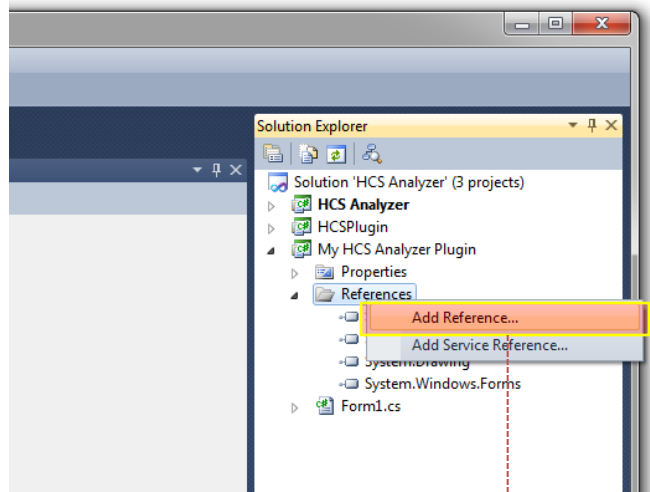 Solution Explorer
Solution 'HCS Analyzer' (3 projects)
HCS Analyzer
HCSPlugin
My HCS Analyzer Plugin
Properties
References
Add Reference...
Add Service Reference...
System.Drawing
System.Windows.Forms
Form1.cs